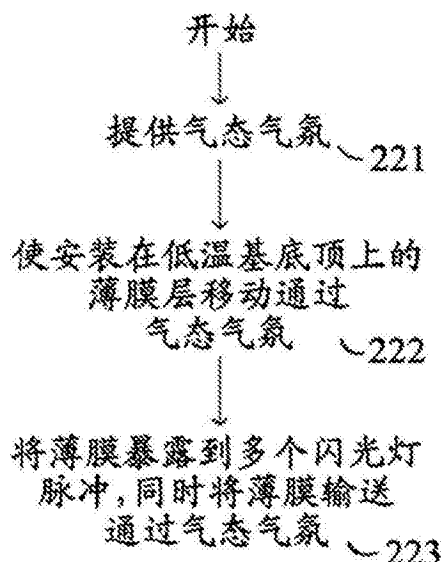 开始
提供气态气氛
221
使安装在低温基底顶上的
薄膜层移动通过
气态气氛
222
将薄膜暴露到多个闪光灯
脉冲,同时将薄膜输送
通过气态气氛
223